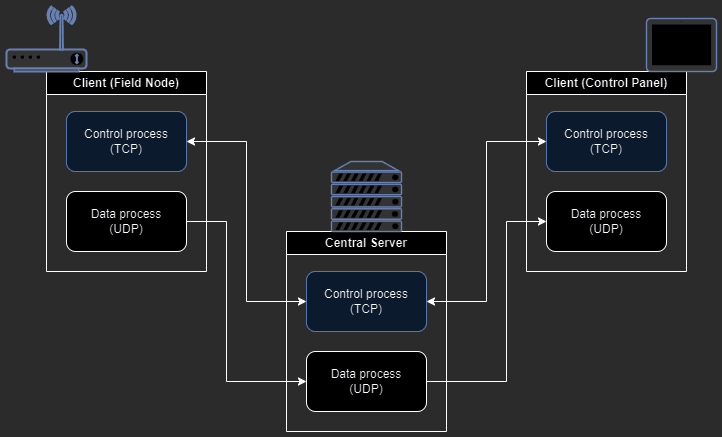 Client (Field Node)
Control process
(TCP)
Data process
(UDP)
Client (Control Panel)
Control process
(TCP)
Data process
(UDP)
Central Server
Control process
(TCP)
Data process
(UDP)